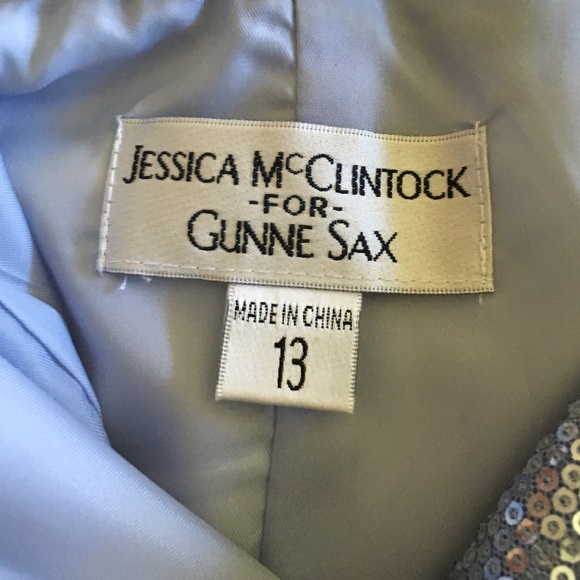 JESSICA McCLINTOCK
-FOR-
GUNNE SAX
MADE IN CHINA
13